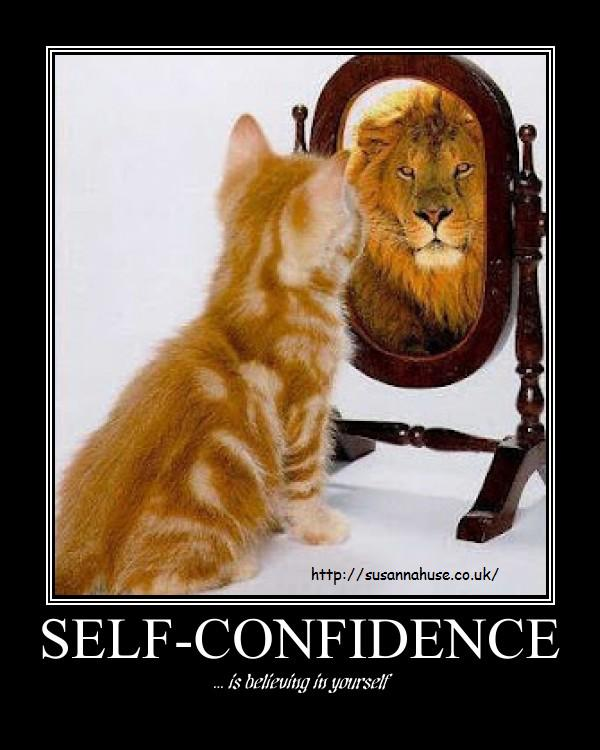 http://susannahuse.co.uk/
SELF-CONFIDENCE
... is believing in yourself